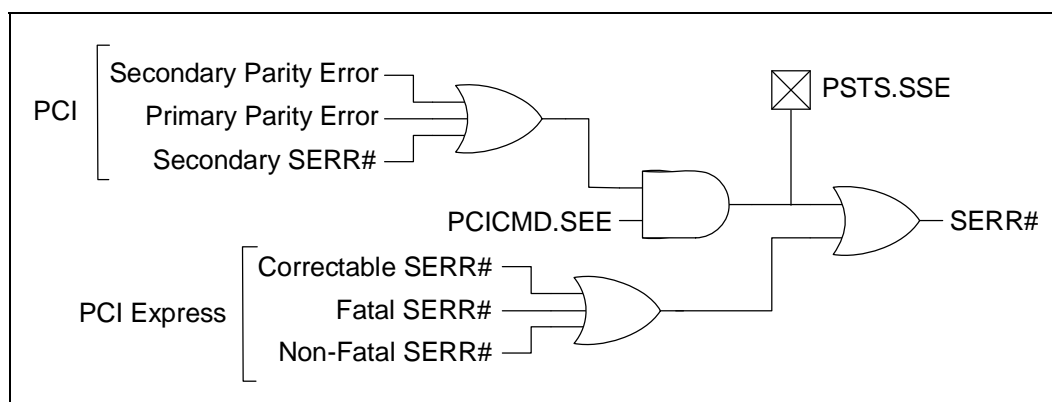 Secondary Parity Error
PCI
Primary Parity Error
Secondary SERR#
PSTS.SSE
PCICMD.SEE
SERR#
Correctable SERR#
PCI Express
Fatal SERR#
Non-Fatal SERR#